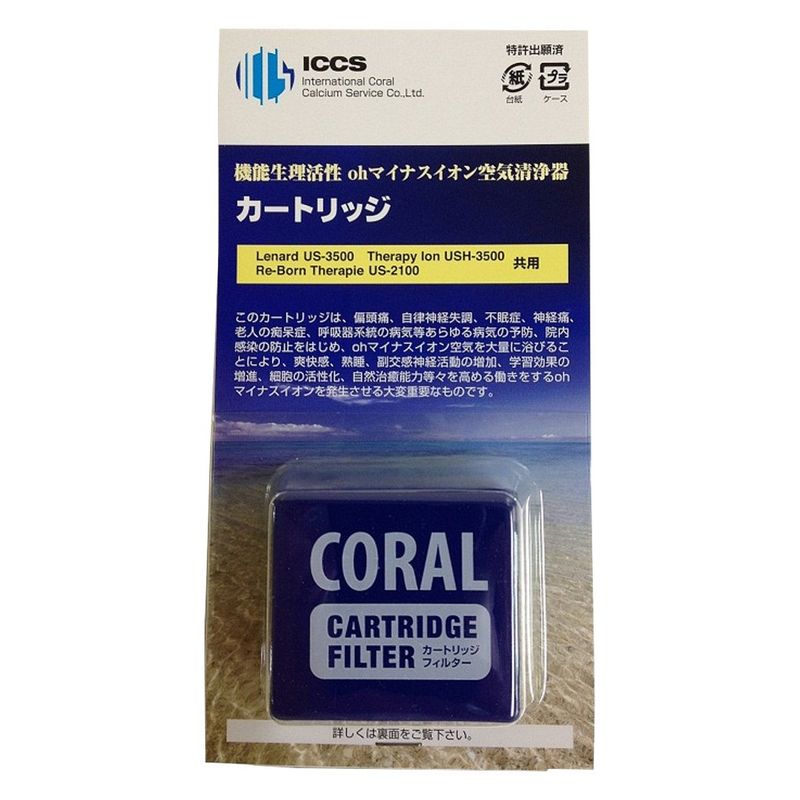 ICCS
International Coral
Calcium Service Co.,Ltd.
特許出願済
紙
プラ
台紙
ケース
機能生理活性 ohマイナスイオン空気清浄器
カートリッジ
Lenard US-3500 Therapy Ion USH-3500
Re-Born Therapie US-2100
共用
このカートリッジは、偏頭痛、自律神経失調、不眠症、神経痛、
老人の痴呆症、呼吸器系統の病気等あらゆる病気の予防、院内
感染の防止をはじめ、ohマイナスイオン空気を大量に浴びるこ
とにより、爽快感、熟睡、副交感神経活動の増加、学習効果の
増進、細胞の活性化、自然治癒能力等々を高める働きをするoh
マイナスイオンを発生させる大変重要なものです。
CORAL
CARTRIDGE
FILTER
カートリッジ
フィルター
詳しくは裏面をご覧下さい。